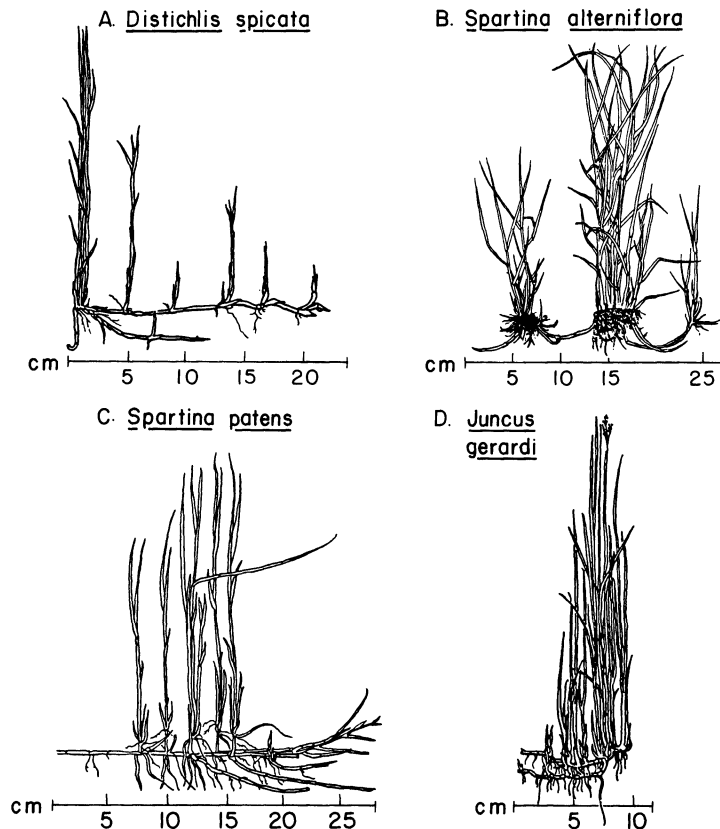 A. Distichlis spicata
cm 5 10 15 20
B. Spartina alterniflora
cm 5 10 15 25
C. Spartina patens
cm 5 10 15 20 25
D. Juncus
gerardi
cm 5 10